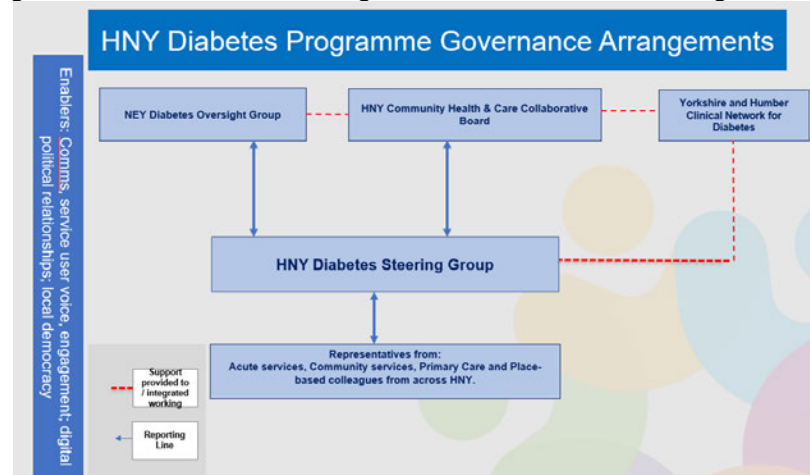 HNY Diabetes Programme Governance Arrangements
Enablers: Comms, service user voice, engagement; digital
political relationships; local democracy
NEY Diabetes Oversight Group
HNY Community Health & Care Collaborative
Board
Yorkshire and Humber
Clinical Network for
Diabetes
HNY Diabetes Steering Group
Representatives from:
Acute services, Community services, Primary Care and Place-
based colleagues from across HNY.
Support
provided to
/ integrated
working
Reporting
Line